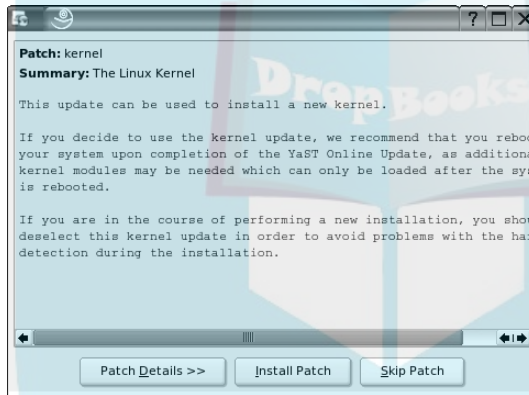 Patch: kernel
Summary: The Linux Kernel
This update can be used to install a new kernel.
If you decide to use the kernel update, we recommend that you reboo
your system upon completion of the YaST Online Update, as additiona
kernel modules may be needed which can only be loaded after the sys
is rebooted.
If you are in the course of performing a new installation, you shou
deselect this kernel update in order to avoid problems with the har
detection during the installation.
Patch Details >>
Install Patch
Skip Patch
DropBooks